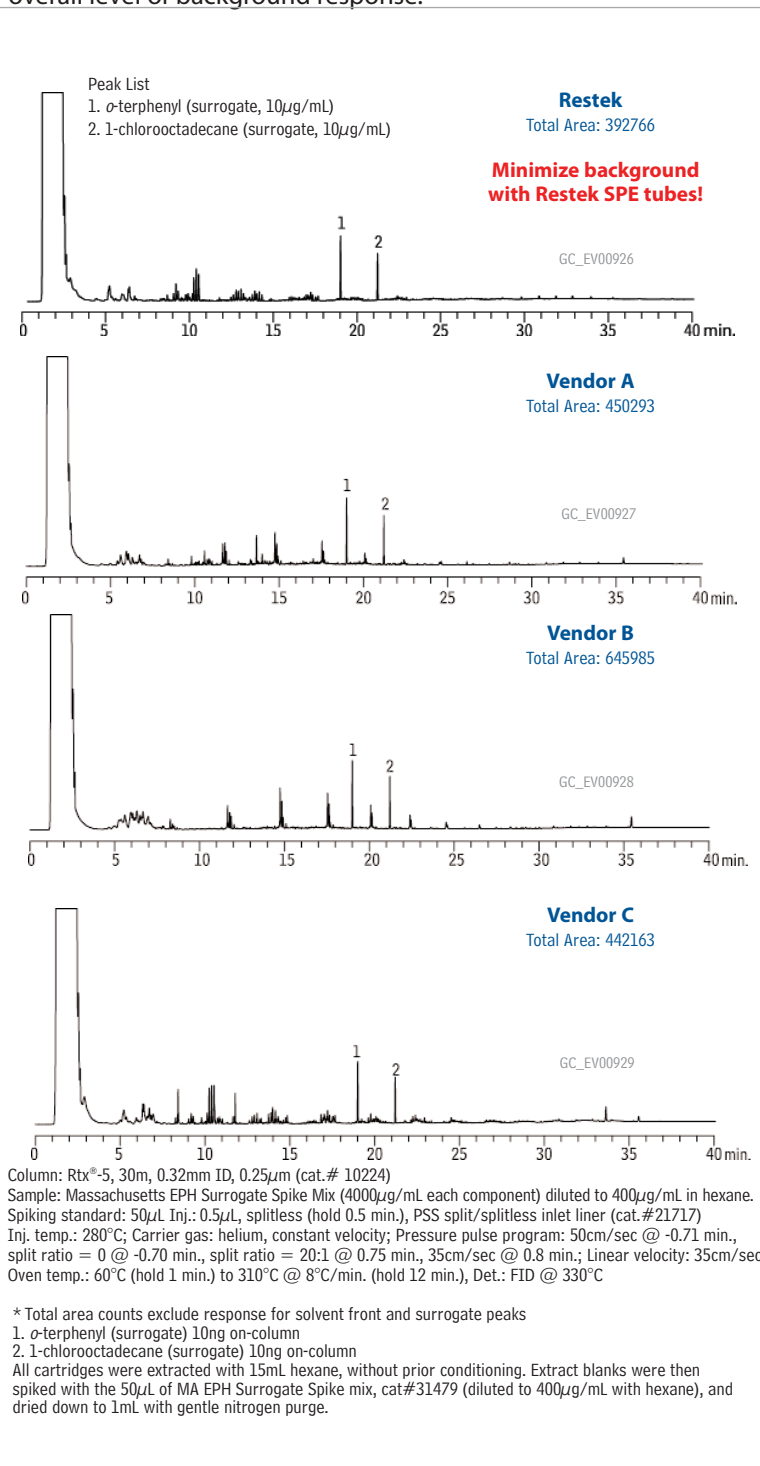 overall level of background response.
Peak List
1. o-terphenyl (surrogate, 10µg/mL)
2. 1-chlorooctadecane (surrogate, 10µg/mL)
Restek
Total Area: 392766
Minimize background
with Restek SPE tubes!
1
2
GC_EV00926
0 5 10 15 20 25 30 35 40 min.
Vendor A
Total Area: 450293
1
2
GC_EV00927
0 5 10 15 20 25 30 35 40 min.
Vendor B
Total Area: 645985
1
2
GC_EV00928
0 5 10 15 20 25 30 35 40 min.
Vendor C
Total Area: 442163
1
2
GC_EV00929
0 5 10 15 20 25 30 35 40 min.
Column: Rtx®-5, 30m, 0.32mm ID, 0.25µm (cat.# 10224)
Sample: Massachusetts EPH Surrogate Spike Mix (4000µg/mL each component) diluted to 400µg/mL in hexane.
Spiking standard: 50µL Inj.: 0.5µL, splitless (hold 0.5 min.), PSS split/splitless inlet liner (cat.#21717)
Inj. temp.: 280°C; Carrier gas: helium, constant velocity; Pressure pulse program: 50cm/sec @ -0.71 min.,
split ratio = 0 @ -0.70 min., split ratio = 20:1 @ 0.75 min., 35cm/sec @ 0.8 min.; Linear velocity: 35cm/sec
Oven temp.: 60°C (hold 1 min.) to 310°C @ 8°C/min. (hold 12 min.), Det.: FID @ 330°C
* Total area counts exclude response for solvent front and surrogate peaks
1. o-terphenyl (surrogate) 10ng on-column
2. 1-chlorooctadecane (surrogate) 10ng on-column
All cartridges were extracted with 15mL hexane, without prior conditioning. Extract blanks were then
spiked with the 50µL of MA EPH Surrogate Spike mix, cat#31479 (diluted to 400µg/mL with hexane), and
dried down to 1mL with gentle nitrogen purge.